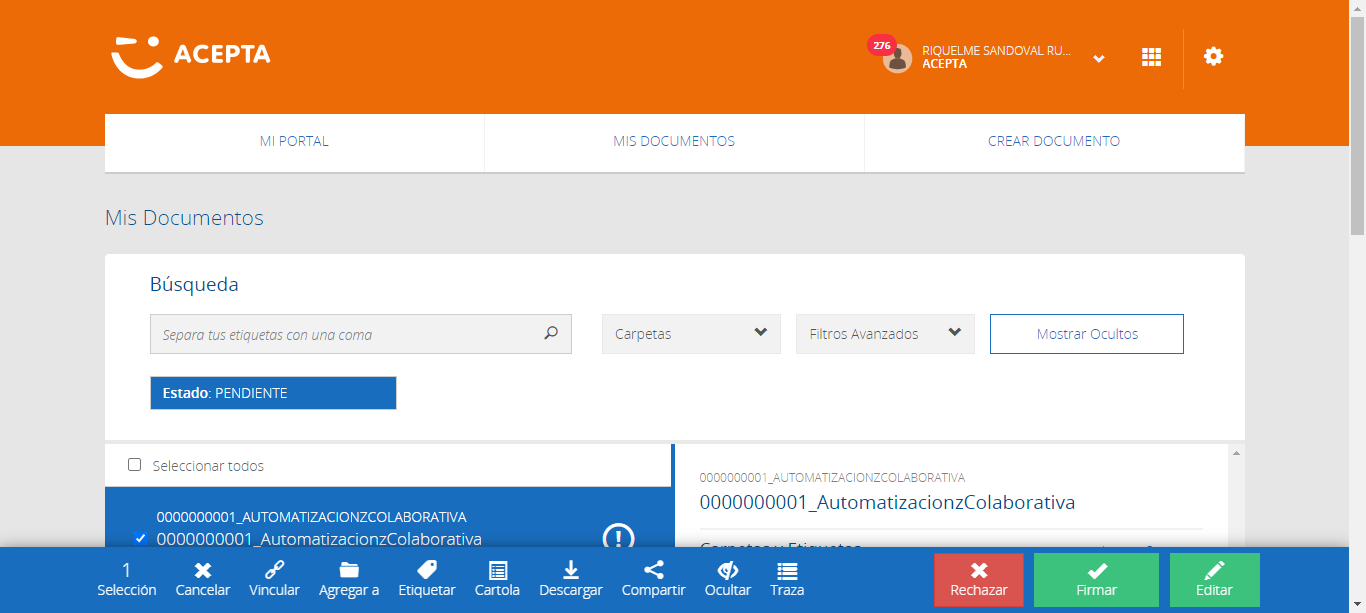 ACEPTA
276
RIQUELME SANDOVAL RU...
ACEPTA
MI PORTAL
MIS DOCUMENTOS
CREAR DOCUMENTO
Mis Documentos
Búsqueda
Separa tus etiquetas con una coma
Carpetas
Filtros Avanzados
Mostrar Ocultos
Estado: PENDIENTE
Seleccionar todos
0000000001_AUTOMATIZACIONZCOLABORATIVA
0000000001_AutomatizacionzColaborativa
0000000001_AUTOMATIZACIONZCOLABORATIVA
0000000001_AutomatizacionzColaborativa
Carpetas y Etiquetas
1
Selección
Cancelar
Vincular
Agregar a
Etiquetar
Cartola
Descargar
Compartir
Ocultar
Traza
Rechazar
Firmar
Editar